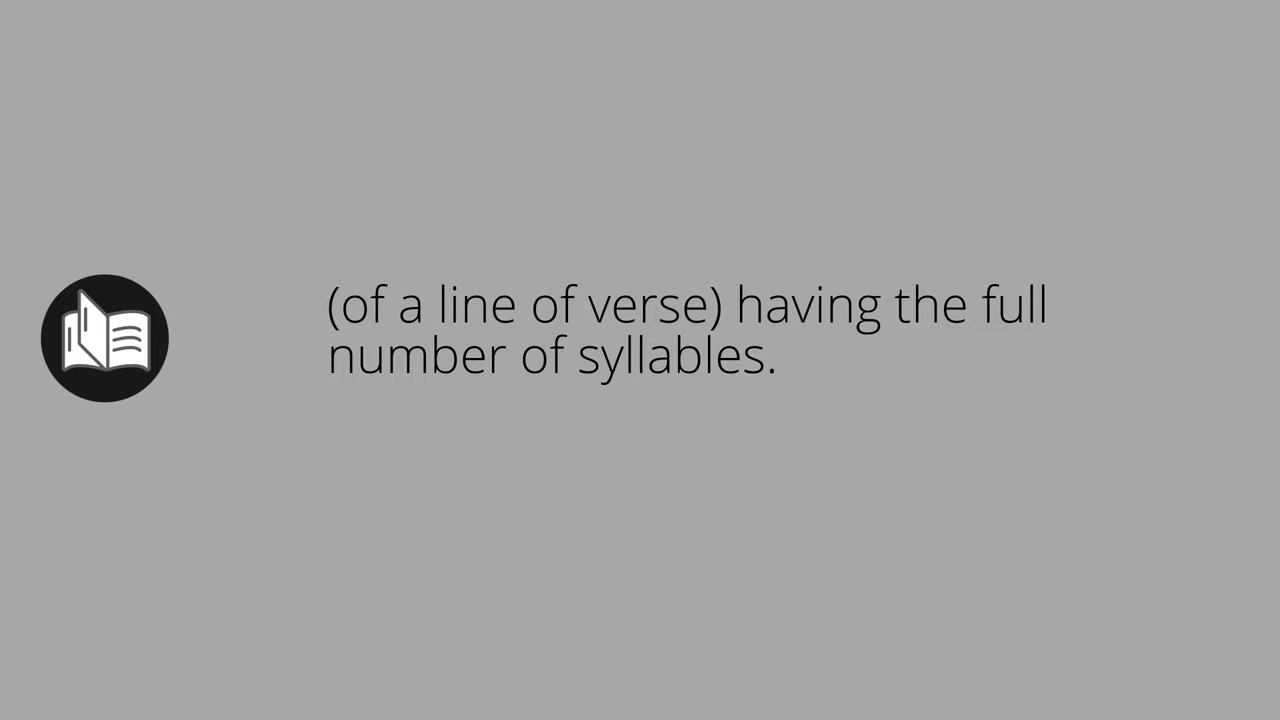 (of a line of verse) having the full
number of syllables.